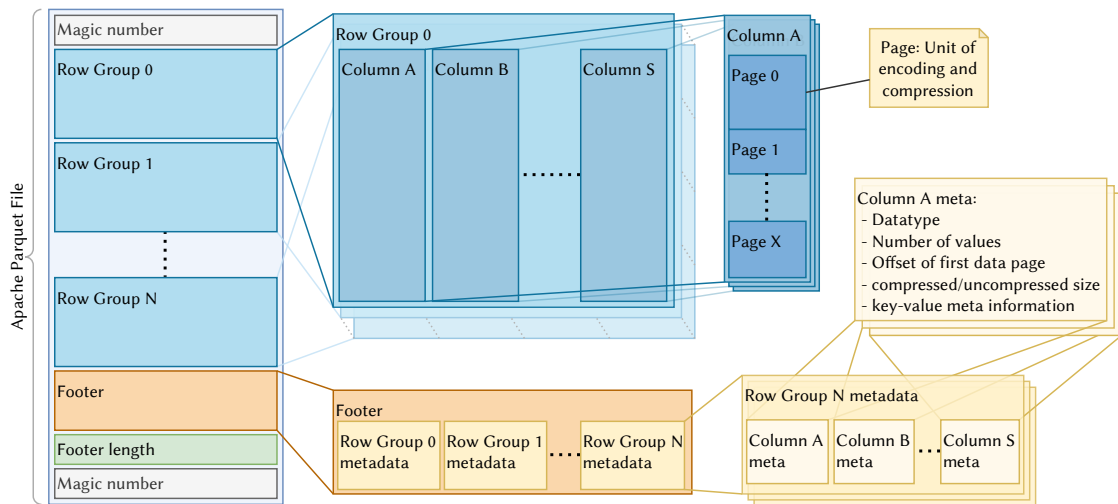 Apache Parquet File
Magic number
Row Group 0
Row Group 1
Row Group N
Footer
Footer length
Magic number
Row Group 0
Column A
Column B
Column S
Column A
Page 0
Page 1
Page X
Page: Unit of
encoding and
compression
Column A meta:
- Datatype
- Number of values
- Offset of first data page
- compressed/uncompressed size
- key-value meta information
Footer
Row Group 0
metadata
Row Group 1
metadata
Row Group N
metadata
Row Group N metadata
Column A
meta
Column B
meta
Column S
meta